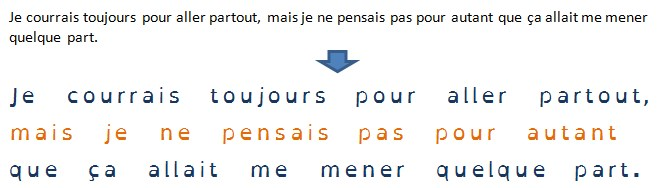 Je courrais toujours pour aller partout, mais je ne pensais pas pour autant que ça allait me mener
quelque part.
Je courrais toujours pour aller partout,
mais je ne pensais pas pour autant
que ça allait me mener quelque part.